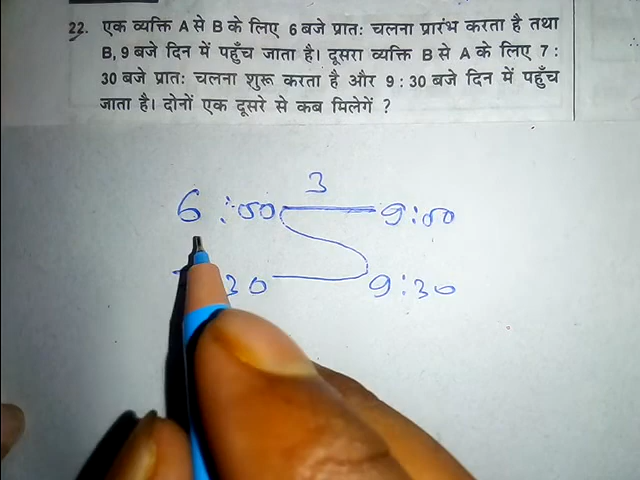 22. एक व्यक्ति A से B के लिए 6 बजे प्रातः चलना प्रारंभ करता है तथा
B, 9 बजे दिन में पहुँच जाता है। दूसरा व्यक्ति B से A के लिए 7 :
30 बजे प्रातः चलना शुरू करता है और 9 : 30 बजे दिन में पहुँच
जाता है। दोनों एक दूसरे से कब मिलेगें ?
3
6 : 00 9:00
30 9:30